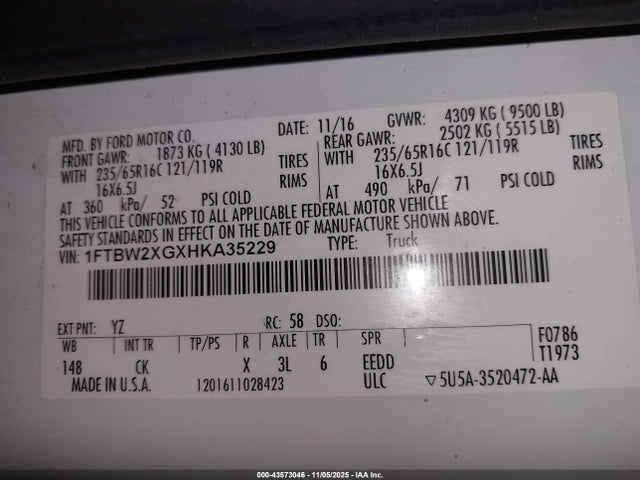 MFD. BY FORD MOTOR CO.
DATE: 11/16
GVWR: 4309 KG ( 9500 LB)
FRONT GAWR: 1873 KG ( 4130 LB)
REAR GAWR: 2502 KG ( 5515 LB)
WITH 235/65R16C 121/119R TIRES
WITH 235/65R16C 121/119R TIRES
16X6.5J RIMS
16X6.5J RIMS
AT 360 kPa/ 52 PSI COLD
AT 490 kPa/ 71 PSI COLD
THIS VEHICLE CONFORMS TO ALL APPLICABLE FEDERAL MOTOR VEHICLE
SAFETY STANDARDS IN EFFECT ON THE DATE OF MANUFACTURE SHOWN ABOVE.
VIN: 1FTBW2XGXHKA35229
TYPE: Truck
EXT PNT: YZ
RC: 58 DSO:
WB INT TR TP/PS R AXLE TR SPR
F0786
T1973
148 CK X 3L 6 EEDD
MADE IN U.S.A.
1201611028423
ULC
▽5U5A-3520472-AA
000-43573046 - 11/05/2025 - IAA Inc.